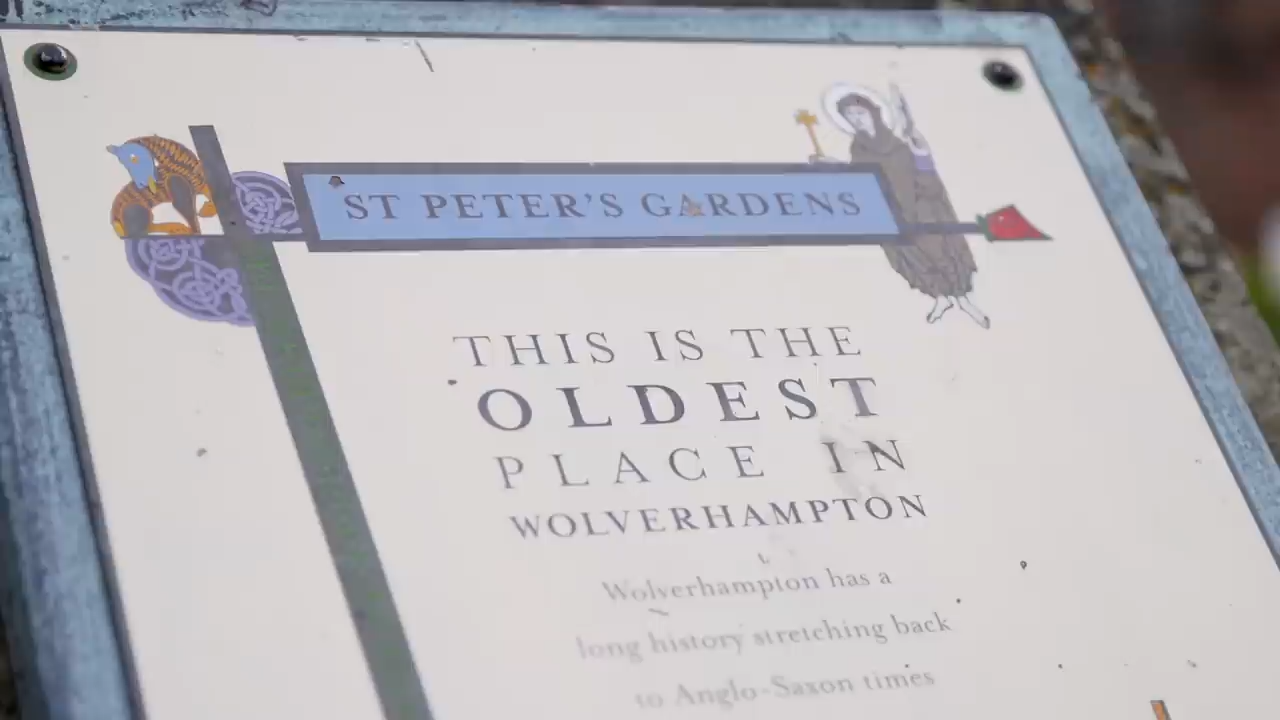 ST PETER'S GARDENS
THIS IS THE
OLDEST
PLACE IN
WOLVERHAMPTON
Wolverhampton has a
long history stretching back
to Anglo-Saxon times